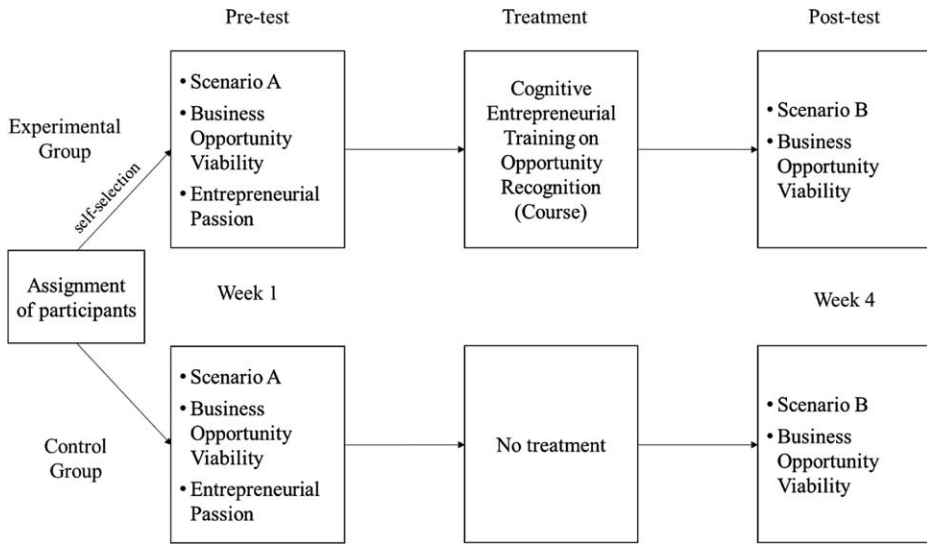 Pre-test
Treatment
Post-test
Experimental
Group
• Scenario A
• Business
Opportunity
Viability
• Entrepreneurial
Passion
Cognitive
Entrepreneurial
Training on
Opportunity
Recognition
(Course)
• Scenario B
• Business
Opportunity
Viability
self-selection
Assignment
of participants
Week 1
Week 4
Control
Group
• Scenario A
• Business
Opportunity
Viability
• Entrepreneurial
Passion
No treatment
• Scenario B
• Business
Opportunity
Viability